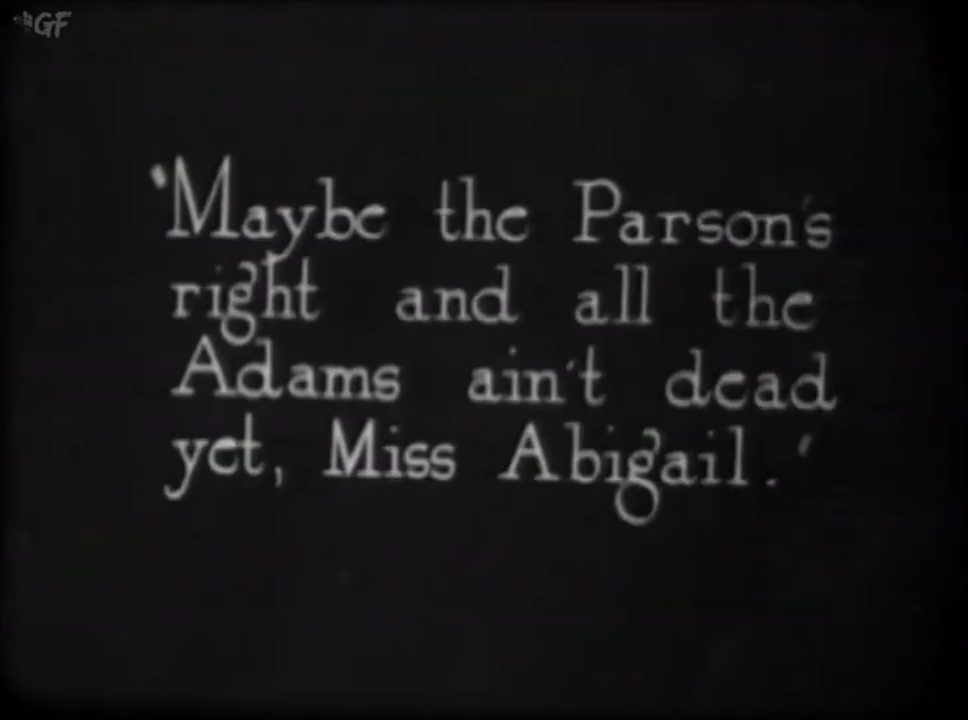 GF
'Maybe the Parson's
right and all the
Adams ain't dead
yet, Miss Abigail.'